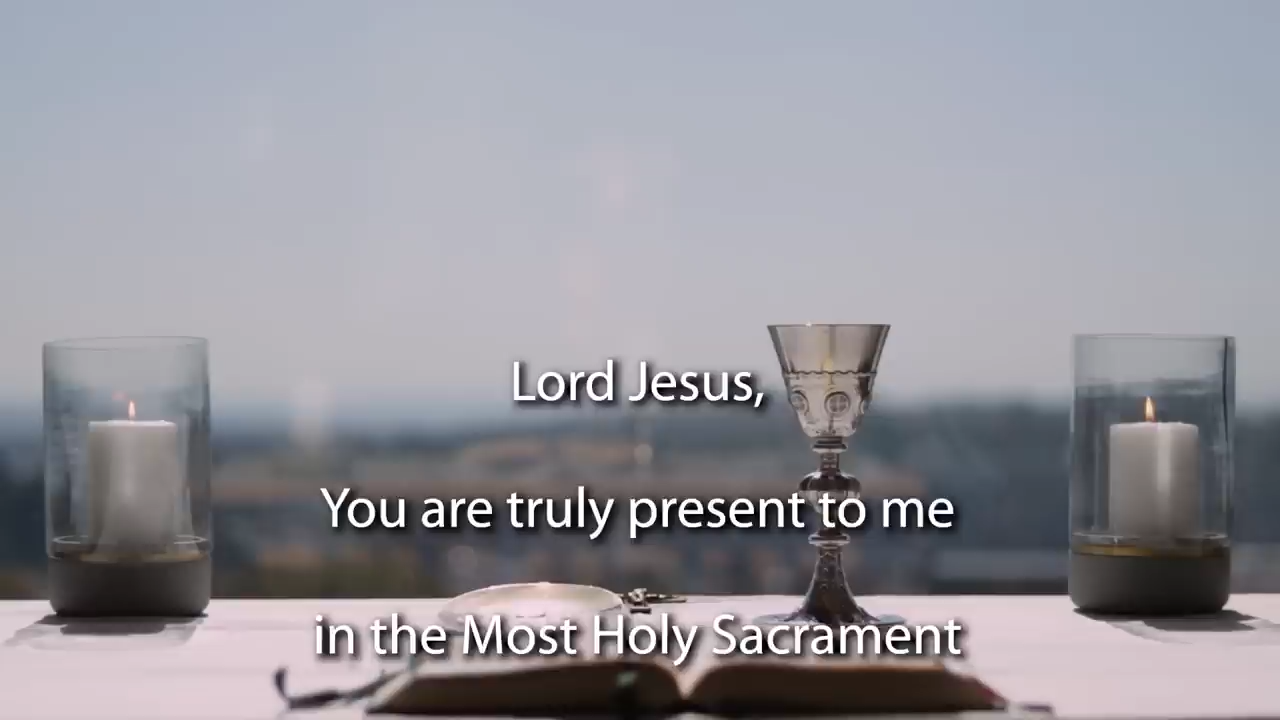 Lord Jesus,
You are truly present to me
in the Most Holy Sacrament